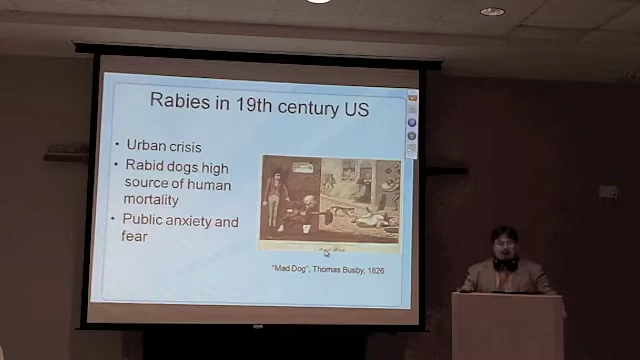 Rabies in 19th century US
• Urban crisis
• Rabid dogs high
source of human
mortality
• Public anxiety and
fear
"Mad Dog", Thomas Busby, 1826